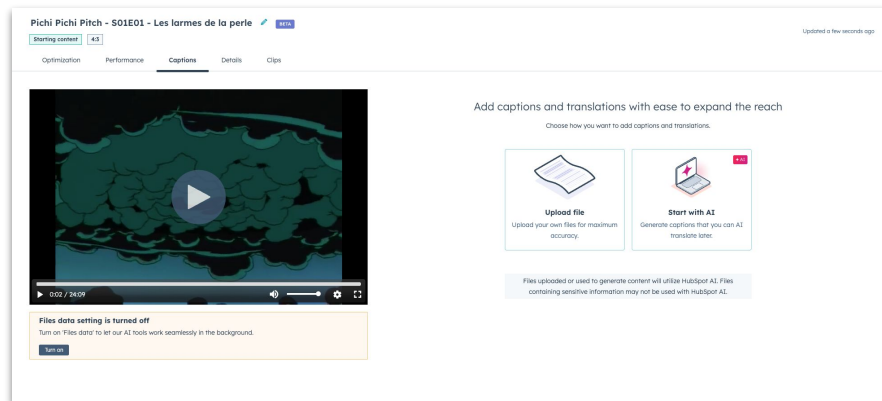 Pichi Pichi Pitch - S01E01 - Les larmes de la perle BETA
Starting content 4:3
Updated a few seconds ago
Optimization Performance Captions Details Clips
Add captions and translations with ease to expand the reach
Choose how you want to add captions and translations.
+ AI
Upload file
Upload your own files for maximum
accuracy.
Start with AI
Generate captions that you can AI
translate later.
Files uploaded or used to generate content will utilize HubSpot AI. Files
containing sensitive information may not be used with HubSpot AI.
0:02 / 24:09
Files data setting is turned off
Turn on 'Files data' to let our AI tools work seamlessly in the background.
Turn on